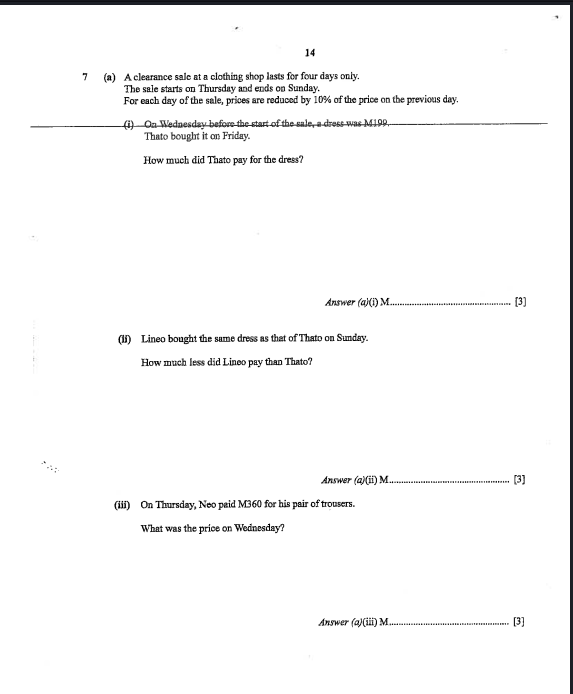 14
7 (a) A clearance sale at a clothing shop lasts for four days only.
The sale starts on Thursday and ends on Sunday.
For each day of the sale, prices are reduced by 10% of the price on the previous day.
(i) On Wednesday before the start of the sale, a dress was M199.
Thato bought it on Friday.
How much did Thato pay for the dress?
Answer (a)(i) M.................................................. [3]
(ii) Lineo bought the same dress as that of Thato on Sunday.
How much less did Lineo pay than Thato?
Answer (a)(ii) M.................................................. [3]
(iii) On Thursday, Neo paid M360 for his pair of trousers.
What was the price on Wednesday?
Answer (a)(iii) M.................................................. [3]